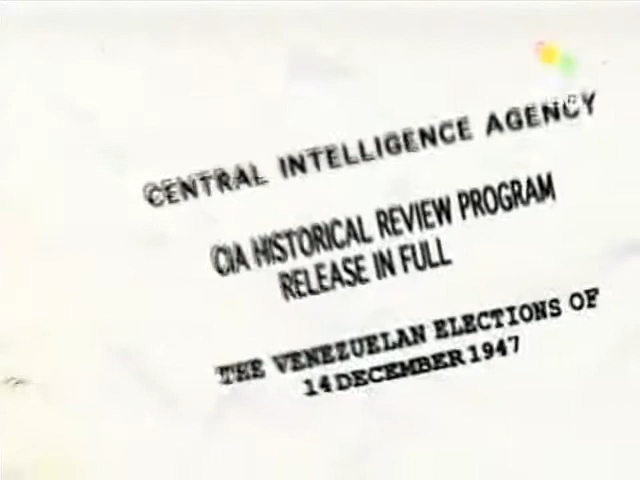 CENTRAL INTELLIGENCE AGENCY
CIA HISTORICAL REVIEW PROGRAM
RELEASE IN FULL
THE VENEZUELAN ELECTIONS OF
14 DECEMBER 1947